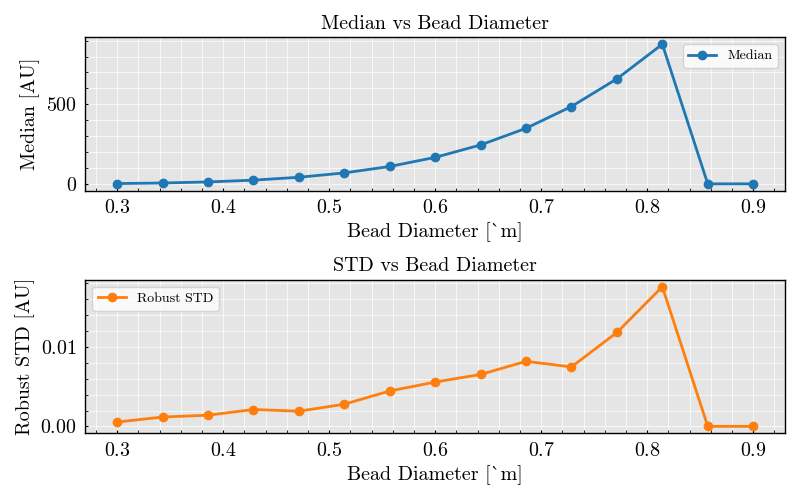 Median vs Bead Diameter
Median [AU]
500
0
Median
0.3 0.4 0.5 0.6 0.7 0.8 0.9
Bead Diameter [`m]
STD vs Bead Diameter
Robust STD [AU]
0.01
0.00
Robust STD
0.3 0.4 0.5 0.6 0.7 0.8 0.9
Bead Diameter [`m]